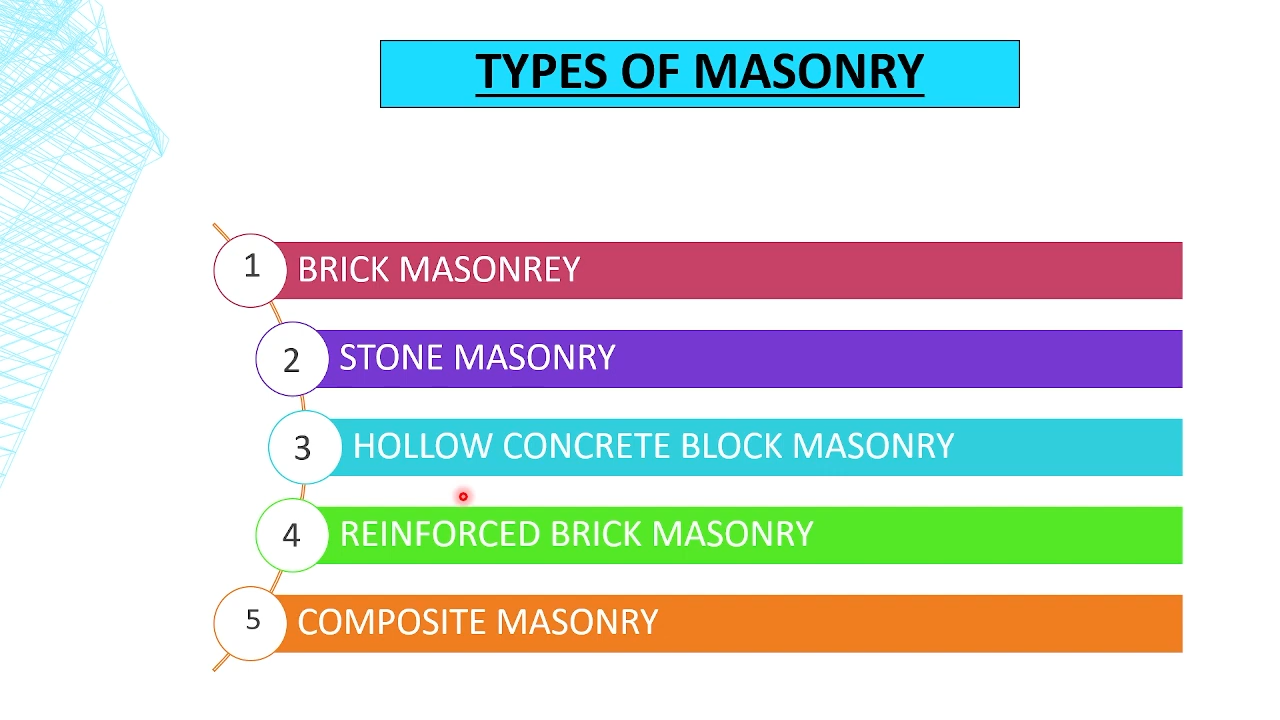 TYPES OF MASONRY
1 BRICK MASONREY
2 STONE MASONRY
3 HOLLOW CONCRETE BLOCK MASONRY
4 REINFORCED BRICK MASONRY
5 COMPOSITE MASONRY